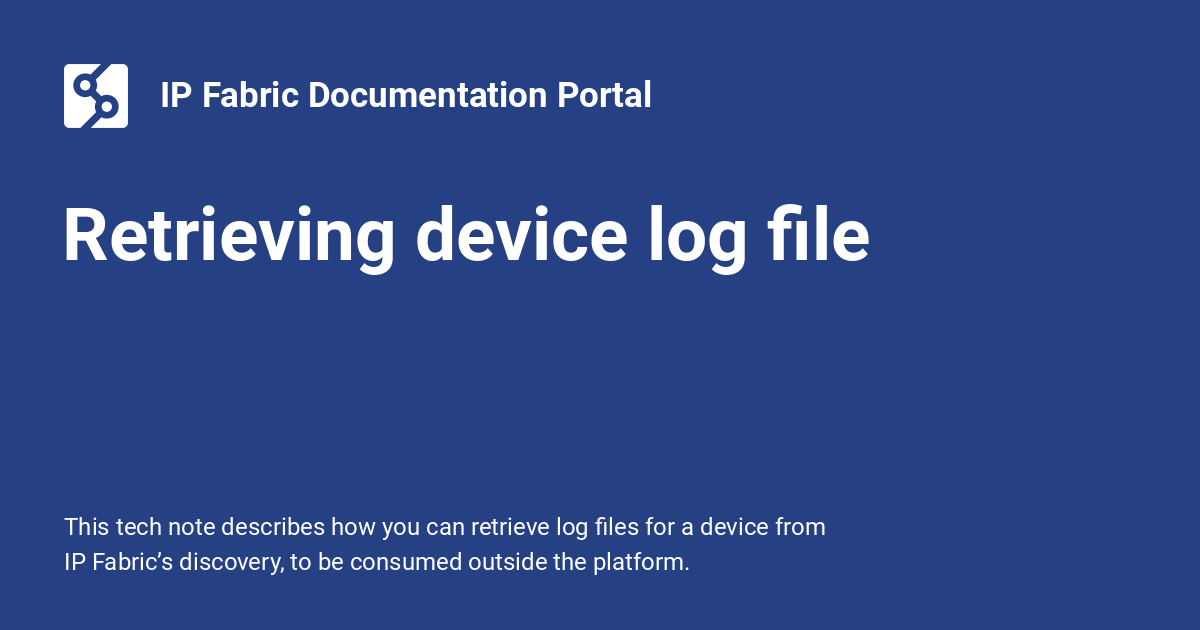 IP Fabric Documentation Portal
Retrieving device log file
This tech note describes how you can retrieve log files for a device from
IP Fabric’s discovery, to be consumed outside the platform.